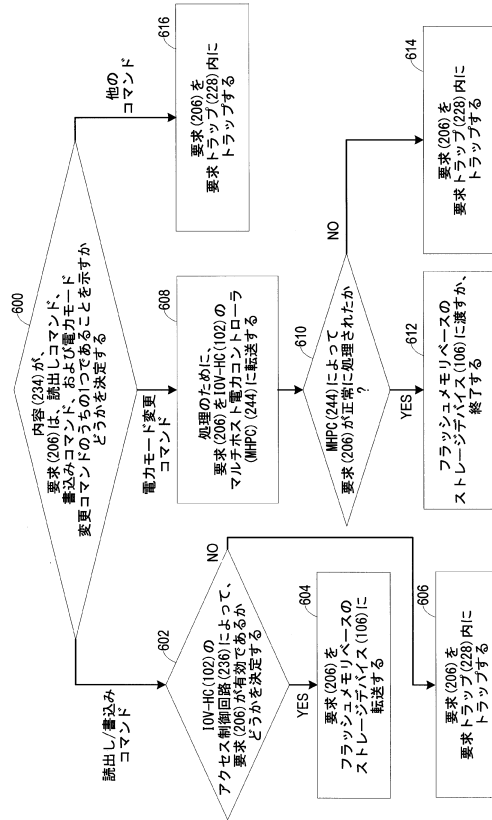 600
内容(234)が、
要求(206)は、読出しコマンド、
書込みコマンド、および電力モード
変更コマンドのうちの1つであることを示すか
どうかを決定する
読出し/書込み
コマンド
電力モード変更
コマンド
他の
コマンド
602
IOV-HC(102)の
アクセス制御回路(236)によって、
要求(206)が有効であるか
どうかを決定する
YES
NO
604
要求(206)を
フラッシュメモリベースの
ストレージデバイス(106)に
転送する
606
要求(206)を
要求トラップ(228)内に
トラップする
608
処理のために、
要求(206)をIOV-HC(102)の
マルチホスト電力コントローラ
(MHPC)(244)に転送する
610
MHPC(244)によって
要求(206)が正常に処理されたか
?
YES
NO
612
フラッシュメモリベースの
ストレージデバイス(106)に渡すか、
終了する
614
要求(206)を
要求トラップ(228)内に
トラップする
616
要求(206)を
要求トラップ(228)内に
トラップする